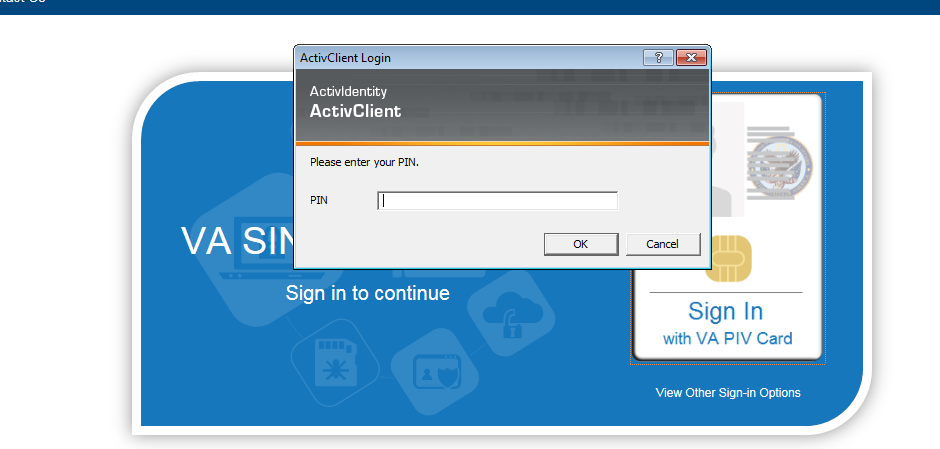 ActivClient Login
ActivIdentity
ActivClient
Please enter your PIN.
PIN
OK
Cancel
VA
Sign in to continue
Sign In
with VA PIV Card
View Other Sign-in Options